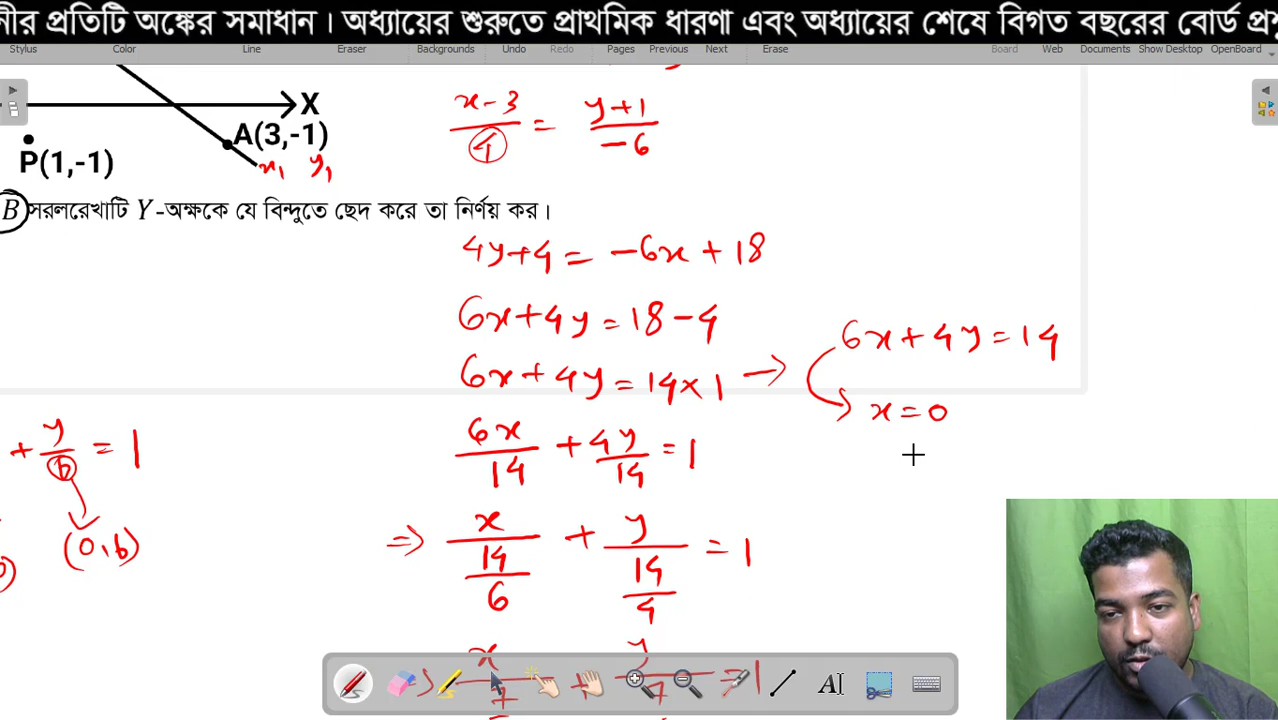 নীর প্রতিটি অঙ্কের সমাধান। অধ্যায়ের শুরুতে প্রাথমিক ধারণা এবং অধ্যায়ের শেষে বিগত বছরের বোর্ড
Stylus Color Line Eraser Backgrounds Undo Redo Pages Previous Next Erase Board Web Documents Show Desktop OpenBoard
X
A(3,-1)
x₁ y₁
P(1,-1)
x-3/4 = y+1/-6
B সরলরেখাটি Y-অক্ষকে যে বিন্দুতে ছেদ করে তা নির্ণয় কর।
4y+4 = -6x+18
6x+4y = 18-4
6x+4y = 14×1 → 6x+4y = 14
x = 0
+ y/b = 1
(0,b)
6x/14 + 4y/14 = 1
⇒ x/(14/6) + y/(14/4) = 1
⇒ x/7 + y/7 = 1